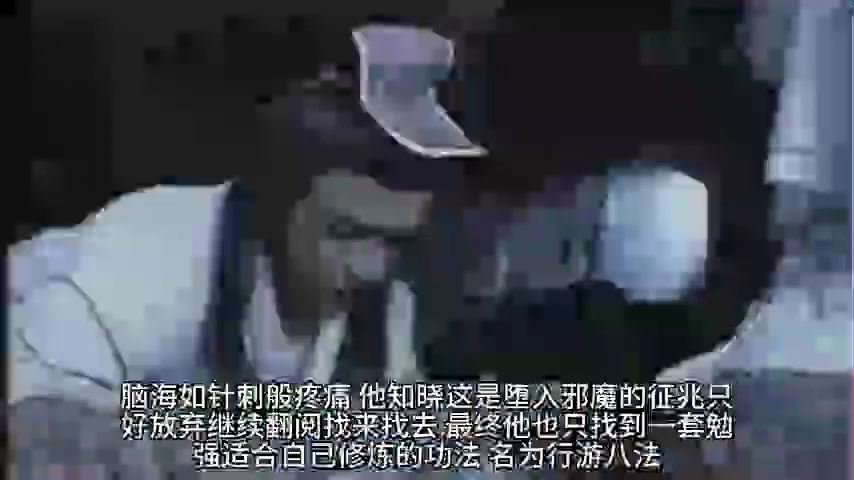 脑海如针刺般疼痛 他知晓这是堕入邪魔的征兆只
好放弃继续翻阅找来找去,最终他也只找到一套勉
强适合自己修炼的功法 名为行游八法